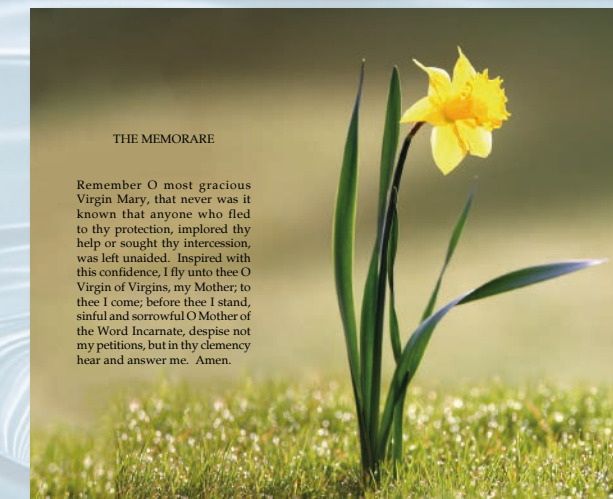 THE MEMORARE
Remember O most gracious
Virgin Mary, that never was it
known that anyone who fled
to thy protection, implored thy
help or sought thy intercession,
was left unaided. Inspired with
this confidence, I fly unto thee O
Virgin of Virgins, my Mother; to
thee I come; before thee I stand,
sinful and sorrowful O Mother of
the Word Incarnate, despise not
my petitions, but in thy clemency
hear and answer me. Amen.